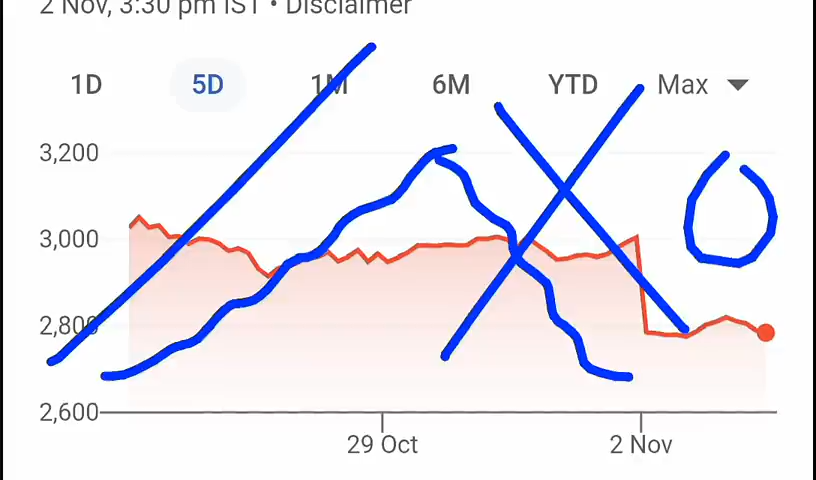 2 Nov, 3:30 pm IST • Disclaimer
1D 5D 1M 6M YTD Max
3,200
3,000
2,800
2,600
29 Oct 2 Nov